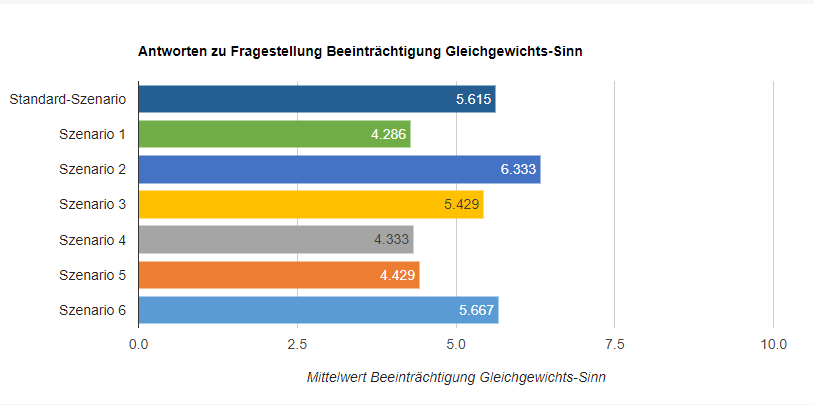 Antworten zu Fragestellung Beeinträchtigung Gleichgewichts-Sinn
Standard-Szenario 5.615
Szenario 1 4.286
Szenario 2 6.333
Szenario 3 5.429
Szenario 4 4.333
Szenario 5 4.429
Szenario 6 5.667
0.0 2.5 5.0 7.5 10.0
Mittelwert Beeinträchtigung Gleichgewichts-Sinn